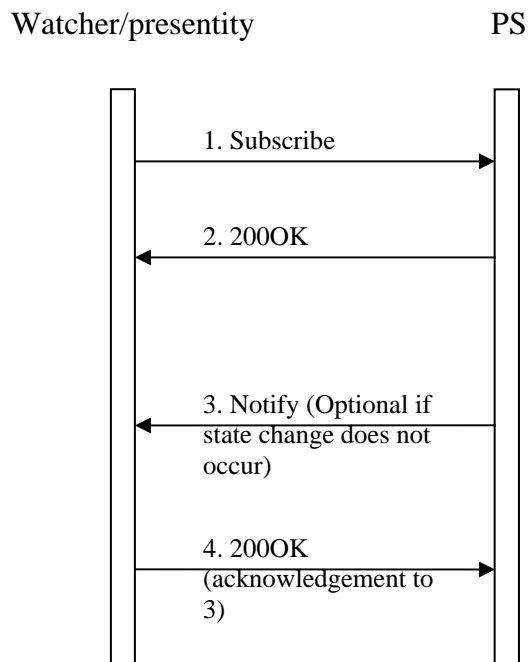 Watcher/presentity PS
1. Subscribe
2. 200OK
3. Notify (Optional if
state change does not
occur)
4. 200OK
(acknowledgement to
3)